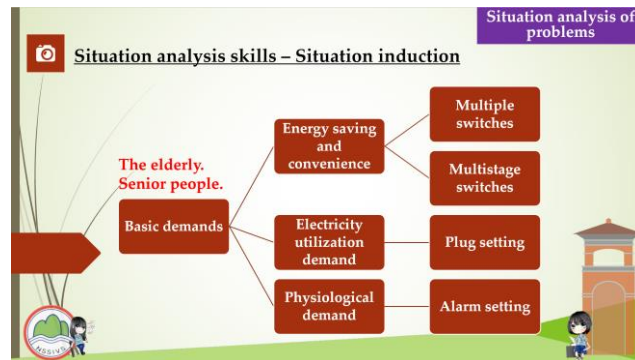 Situation analysis of
problems
Situation analysis skills – Situation induction
The elderly.
Senior people.
Basic demands
Energy saving
and
convenience
Multiple
switches
Multistage
switches
Electricity
utilization
demand
Plug setting
Physiological
demand
Alarm setting
NSSIVS